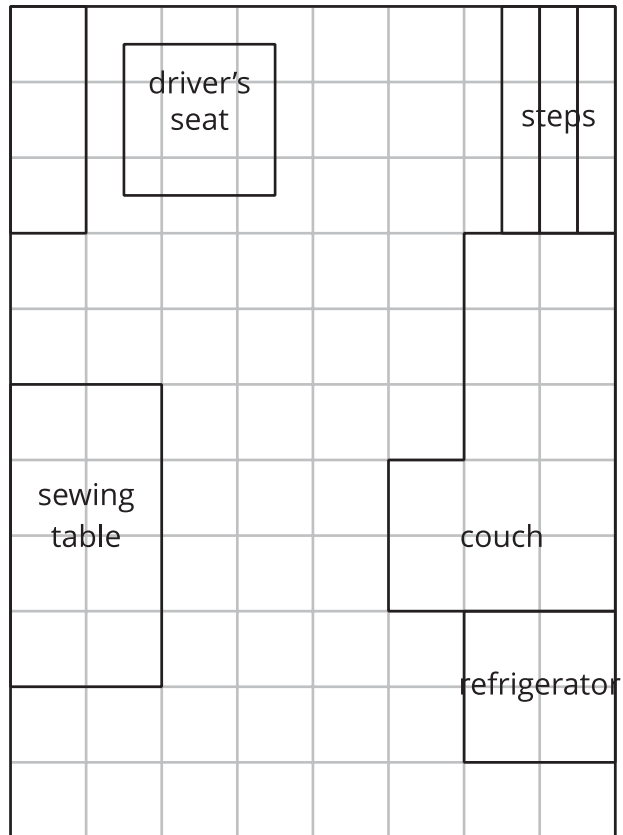 driver's
seat
steps
sewing
table
couch
refrigerator